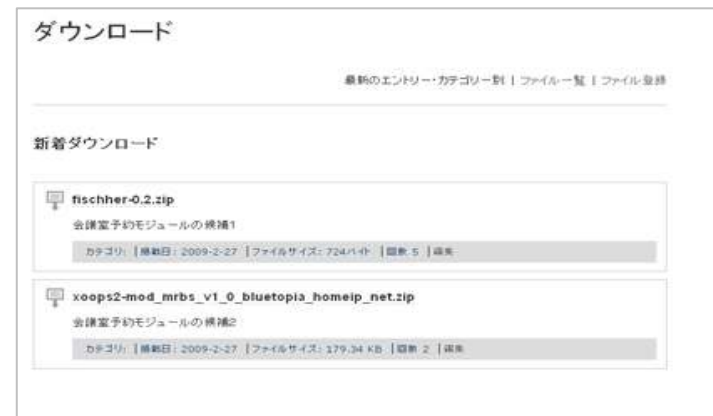 ダウンロード
最新のエントリー・カテゴリー別 | ファイル一覧 | ファイル登録
新着ダウンロード
fischher-0.2.zip
会議室予約モジュールの候補1
カテゴリ: | 掲載日: 2009-2-27 | ファイルサイズ: 724バイト | 回数 5 | 編集
xoops2-mod_mrbs_v1_0_bluetopia_homeip_net.zip
会議室予約モジュールの候補2
カテゴリ: | 掲載日: 2009-2-27 | ファイルサイズ: 179.34 KB | 回数 2 | 編集